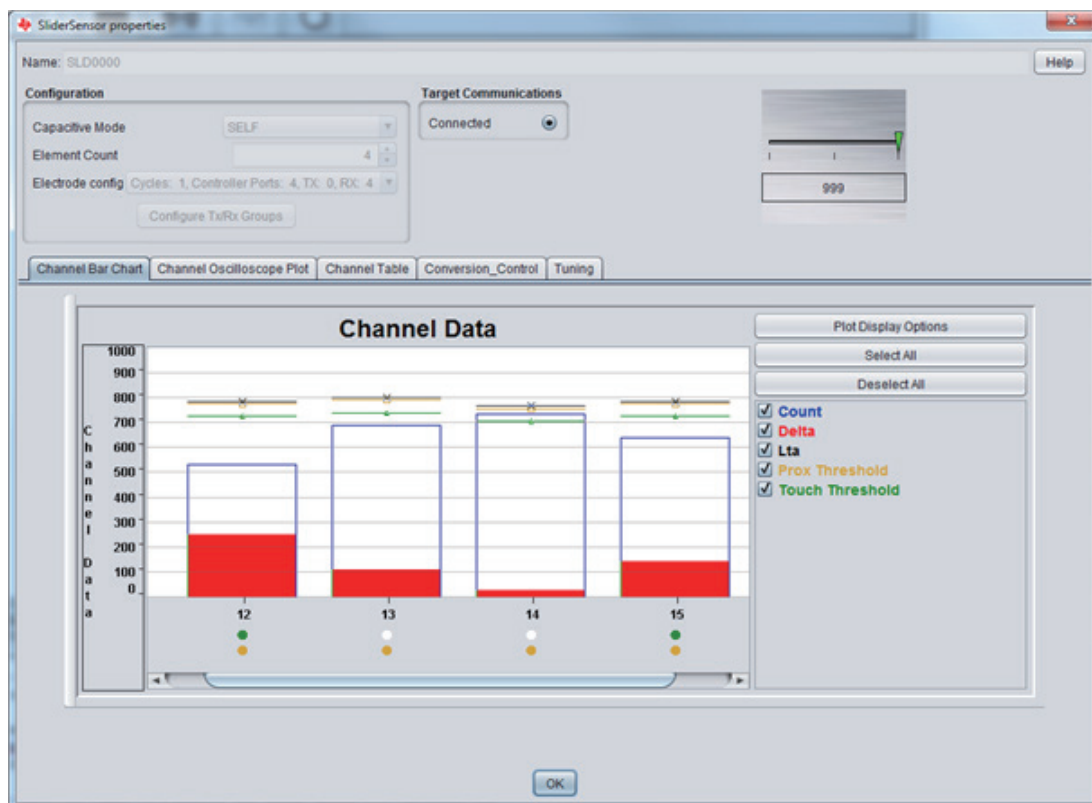 SliderSensor properties
Name: SLD0000
Help
Configuration
Capacitive Mode SELF
Element Count 4
Electrode config Cycles: 1, Controller Ports: 4, TX: 0, RX: 4
Configure Tx/Rx Groups
Target Communications
Connected
999
Channel Bar Chart Channel Oscilloscope Plot Channel Table Conversion_Control Tuning
Channel Data
Channel Data
1000
900
800
700
600
500
400
300
200
100
0
12 13 14 15
Plot Display Options
Select All
Deselect All
Count
Delta
Lta
Prox Threshold
Touch Threshold
OK